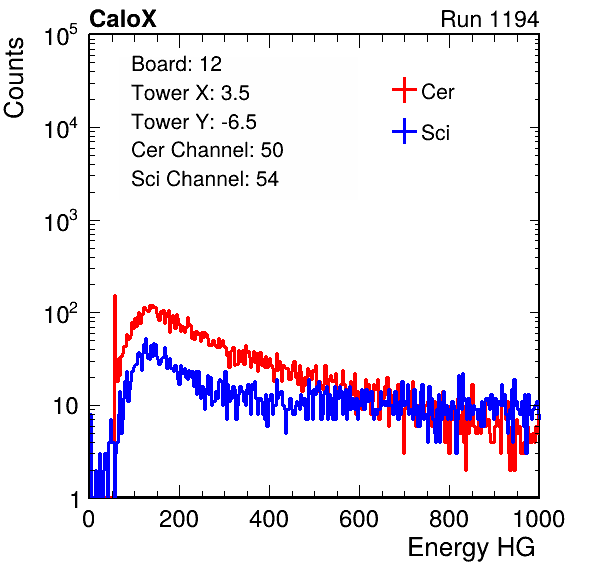 CaloX Run 1194
Counts
10^5
10^4
10^3
10^2
10
1
Board: 12
Tower X: 3.5
Tower Y: -6.5
Cer Channel: 50
Sci Channel: 54
Cer
Sci
0 200 400 600 800 1000
Energy HG